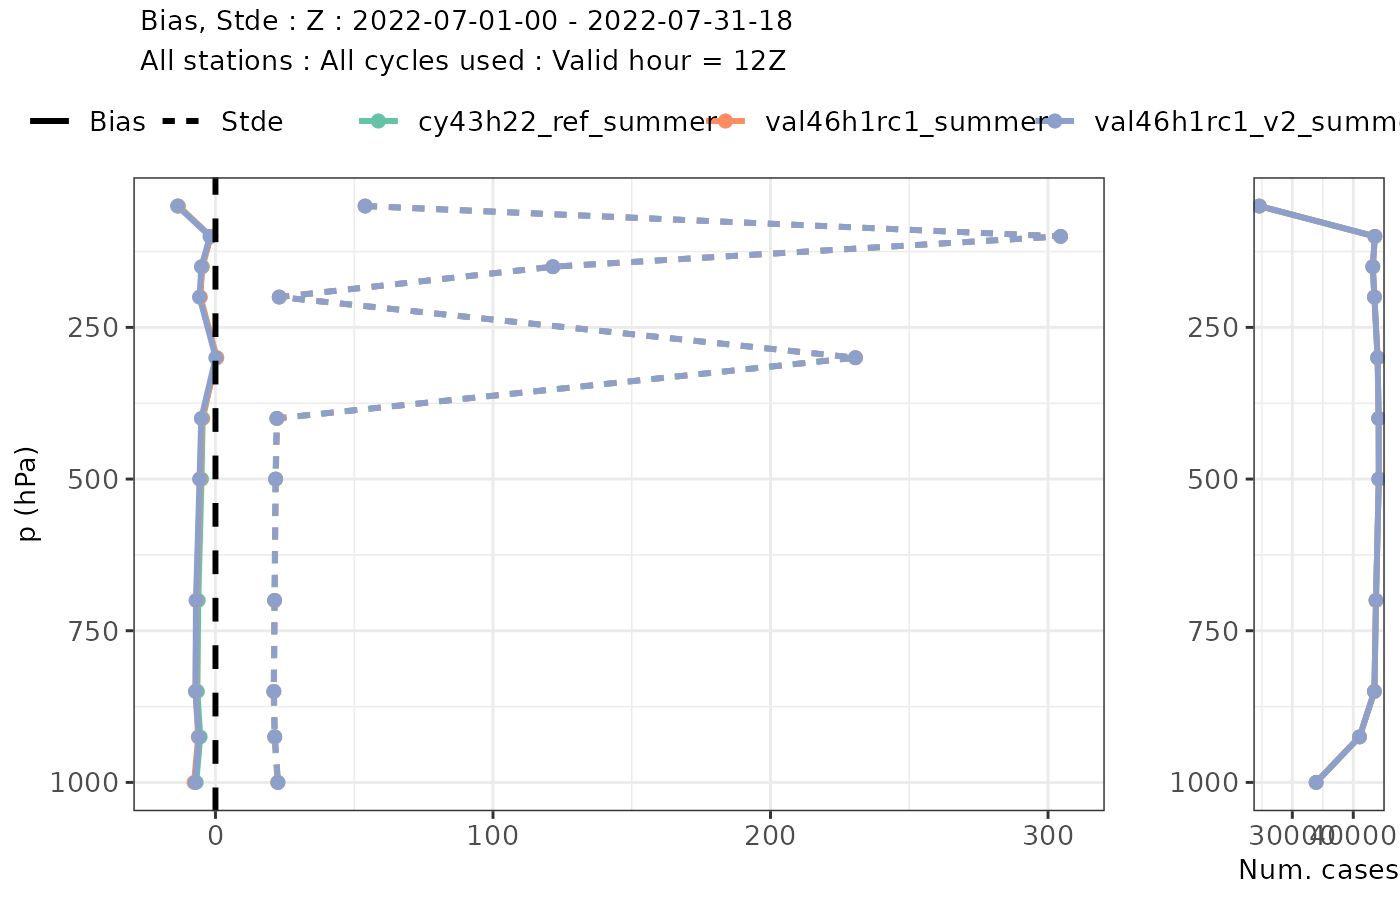 Bias, Stde : Z : 2022-07-01-00 - 2022-07-31-18
All stations : All cycles used : Valid hour = 12Z
Bias Stde cy43h22_ref_summer val46h1rc1_summer val46h1rc1_v2_summ
p (hPa)
250 250
500 500
750 750
1000 1000
0 100 200 300 30000 40000
Num. cases